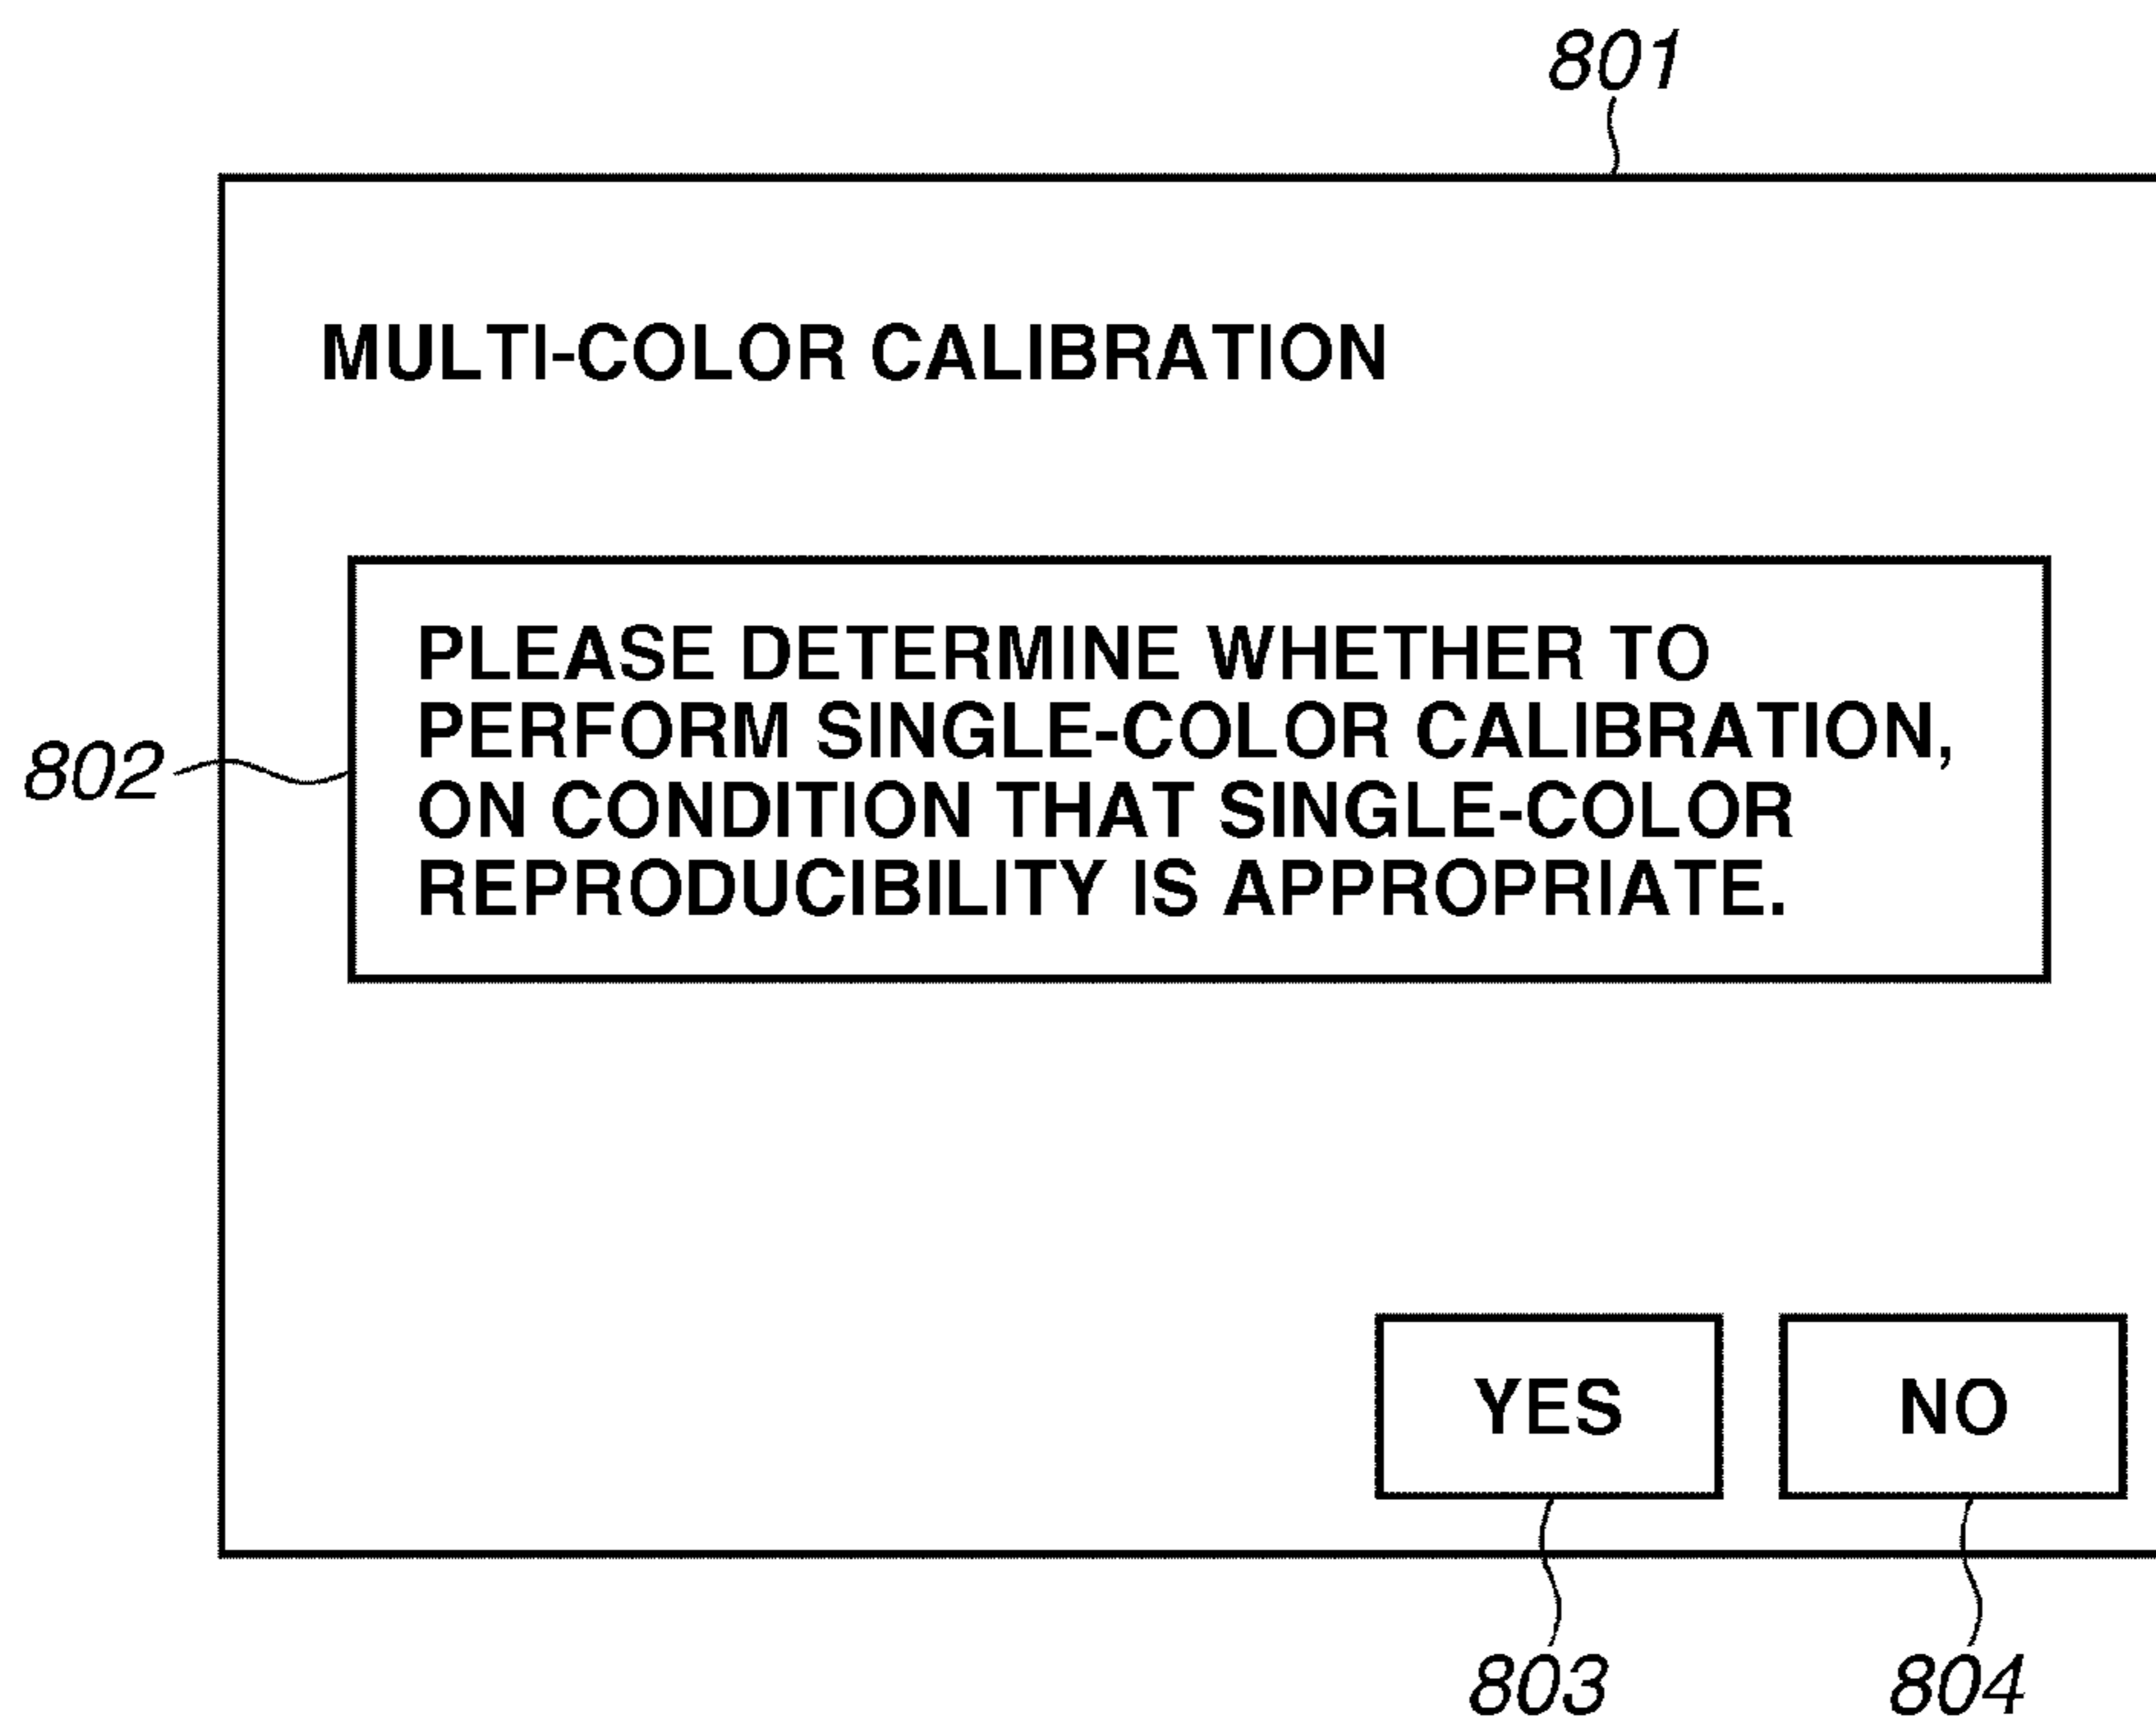 801
MULTI-COLOR CALIBRATION
PLEASE DETERMINE WHETHER TO
PERFORM SINGLE-COLOR CALIBRATION,
802
ON CONDITION THAT SINGLE-COLOR
REPRODUCIBILITY IS APPROPRIATE.
YES NO
803 804